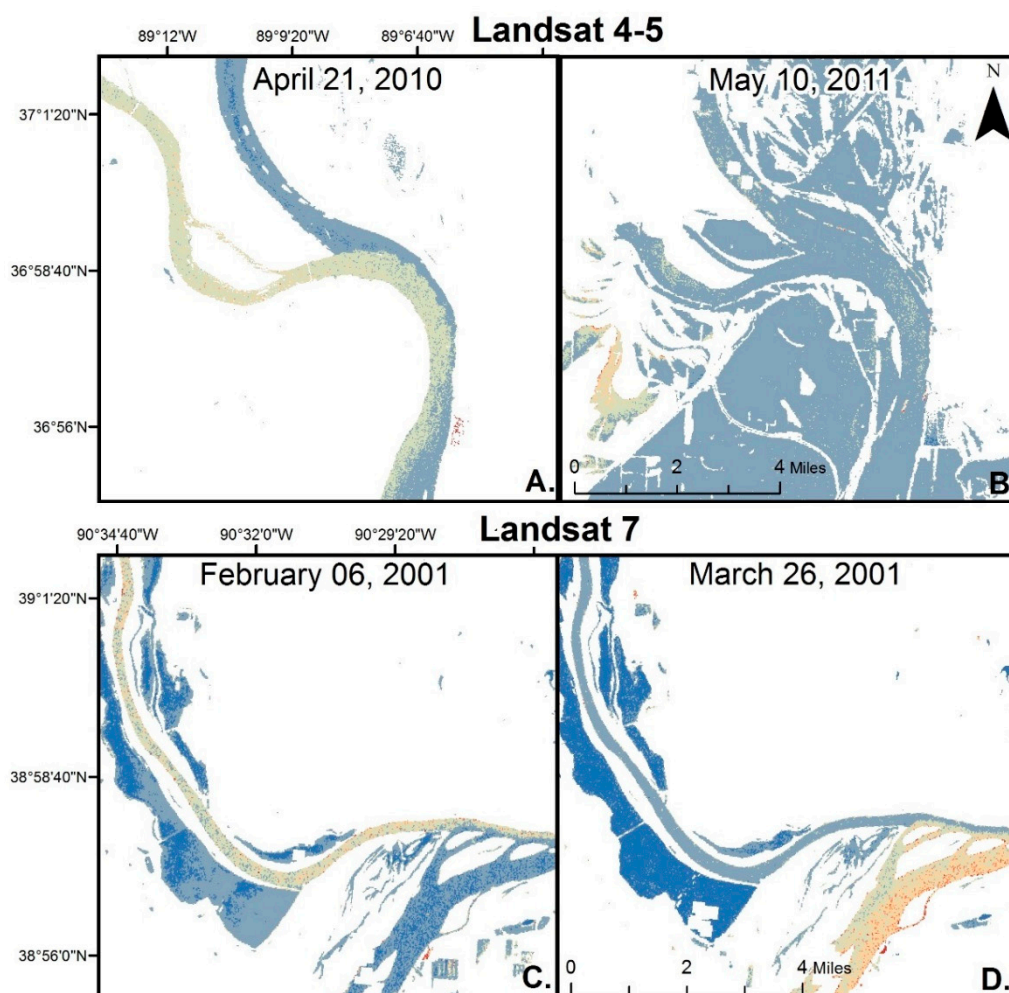 Landsat 4-5
89°12'W 89°9'20"W 89°6'40"W
April 21, 2010
May 10, 2011
N
37°1'20"N
36°58'40"N
36°56'N
0 2 4 Miles
A.
B.
Landsat 7
90°34'40"W 90°32'0"W 90°29'20"W
February 06, 2001
March 26, 2001
39°1'20"N
38°58'40"N
38°56'0"N
0 2 4 Miles
C.
D.